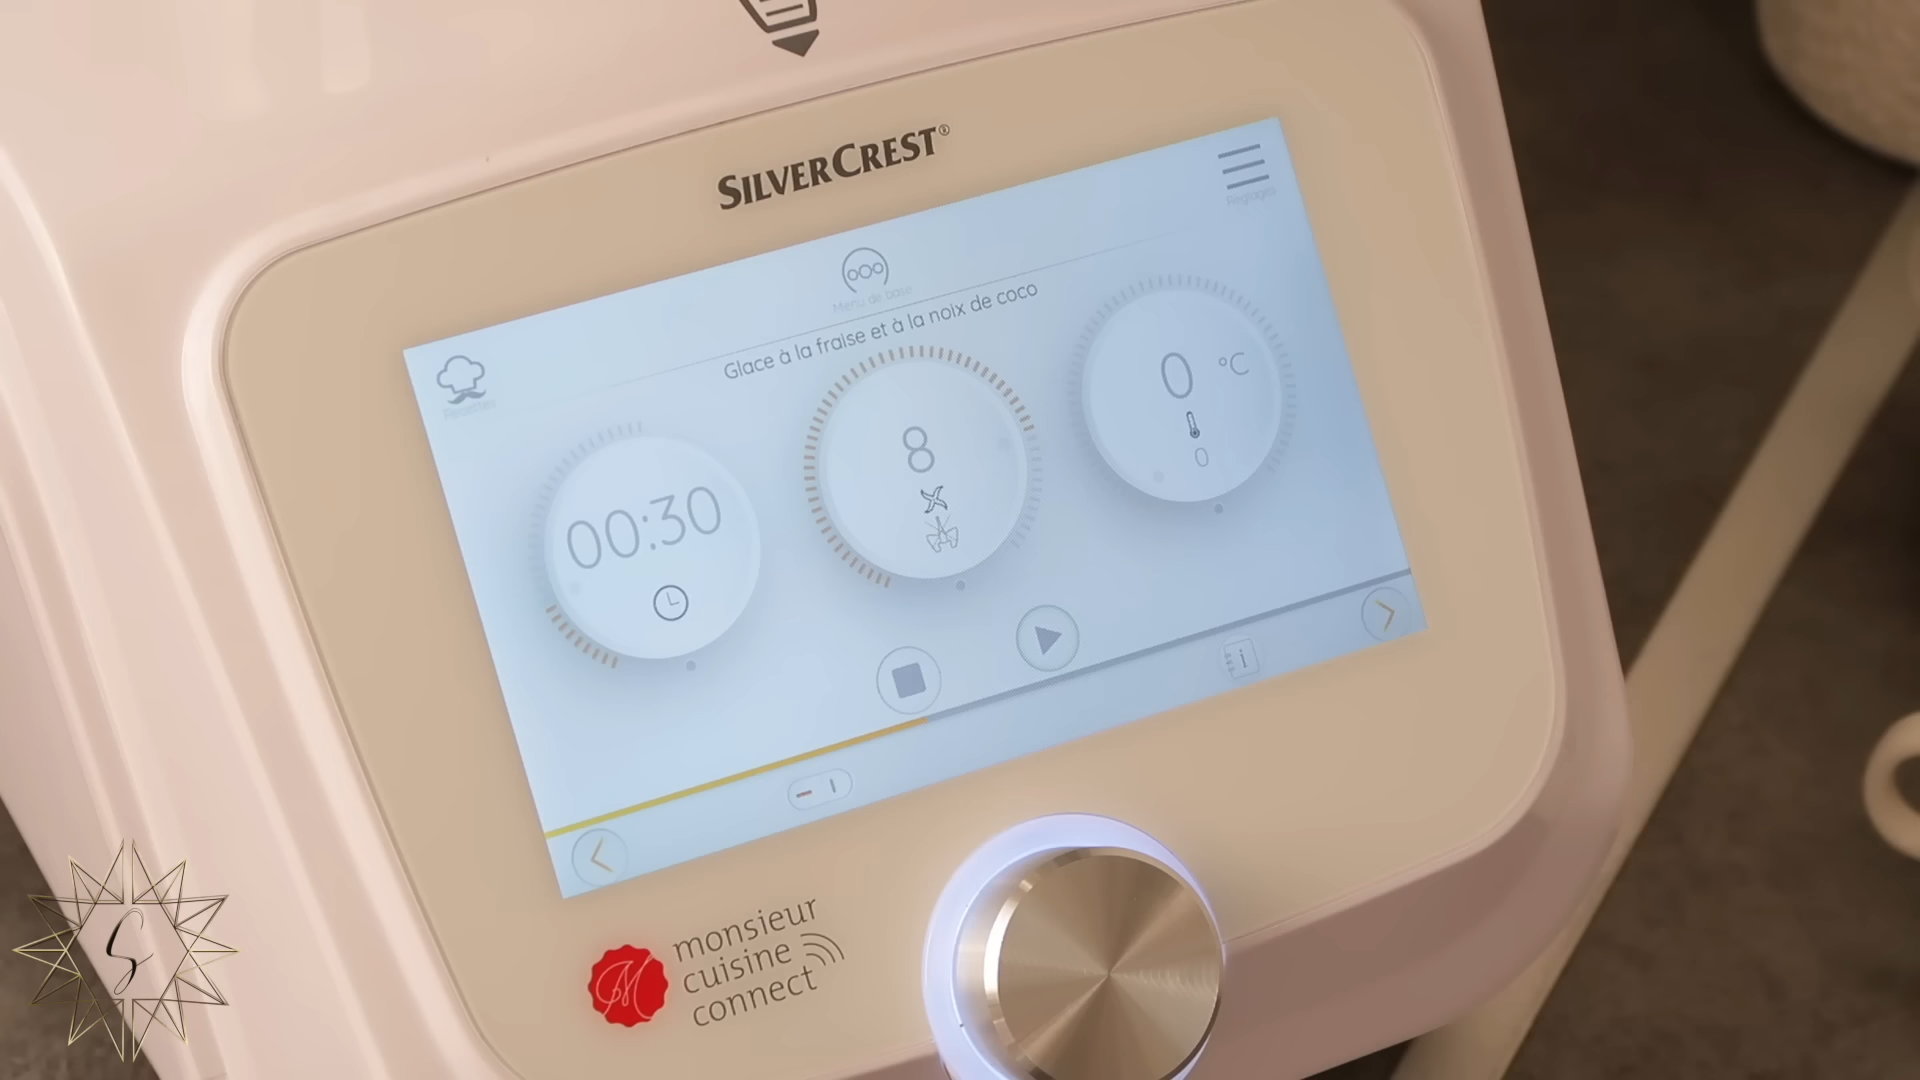 SILVERCREST®
Réglages
Menu de base
Glace à la fraise et à la noix de coco
Recettes
00:30
8
0 °C
0
i
monsieur
cuisine
connect
M
S